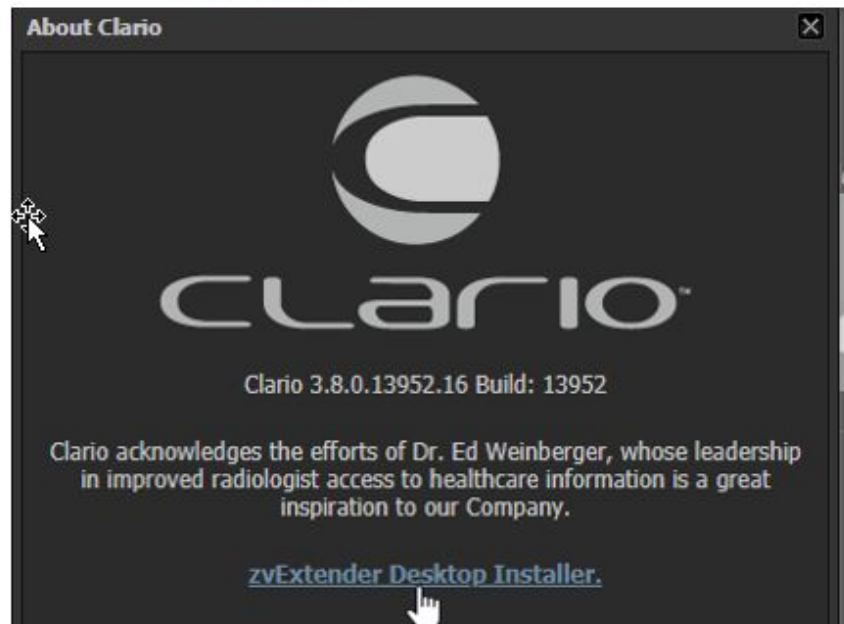 About Clario
CLario™
Clario 3.8.0.13952.16 Build: 13952
Clario acknowledges the efforts of Dr. Ed Weinberger, whose leadership
in improved radiologist access to healthcare information is a great
inspiration to our Company.
zvExtender Desktop Installer.